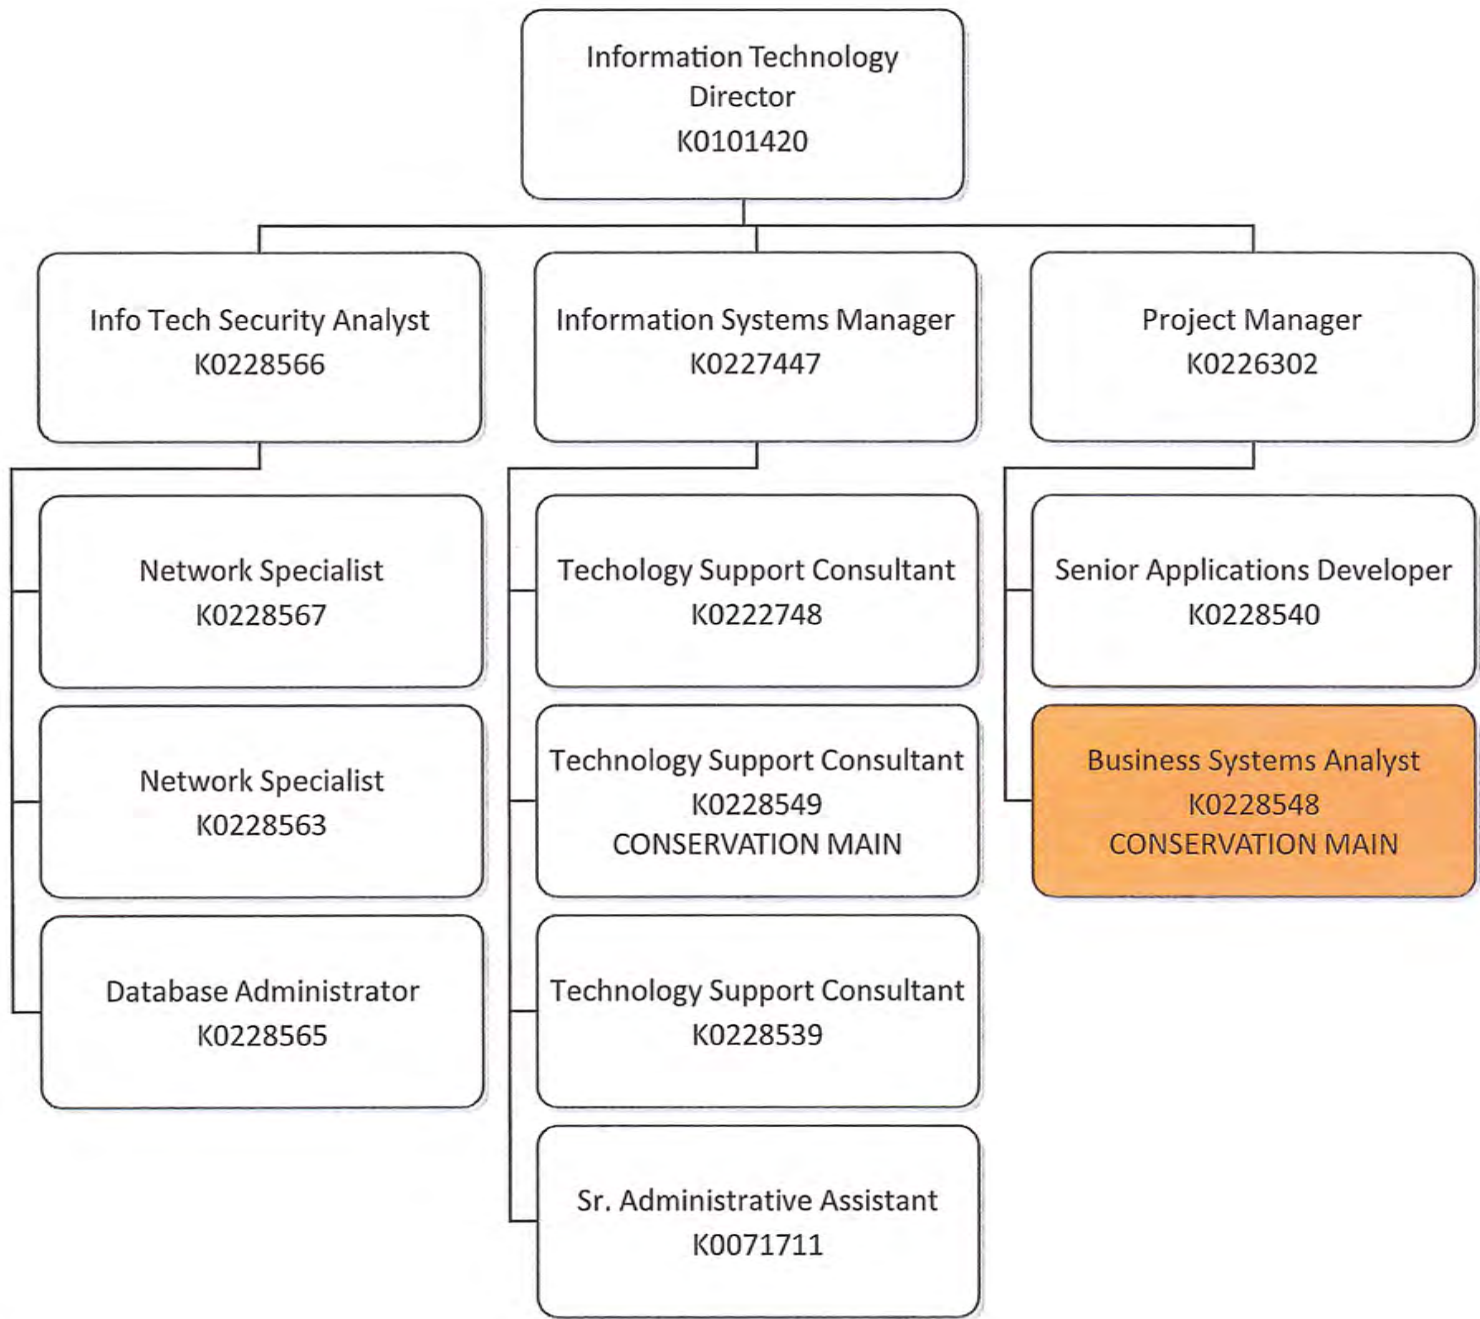 Information Technology
Director
K0101420
Info Tech Security Analyst
K0228566
Information Systems Manager
K0227447
Project Manager
K0226302
Network Specialist
K0228567
Techology Support Consultant
K0222748
Senior Applications Developer
K0228540
Network Specialist
K0228563
Technology Support Consultant
K0228549
CONSERVATION MAIN
Business Systems Analyst
K0228548
CONSERVATION MAIN
Database Administrator
K0228565
Technology Support Consultant
K0228539
Sr. Administrative Assistant
K0071711